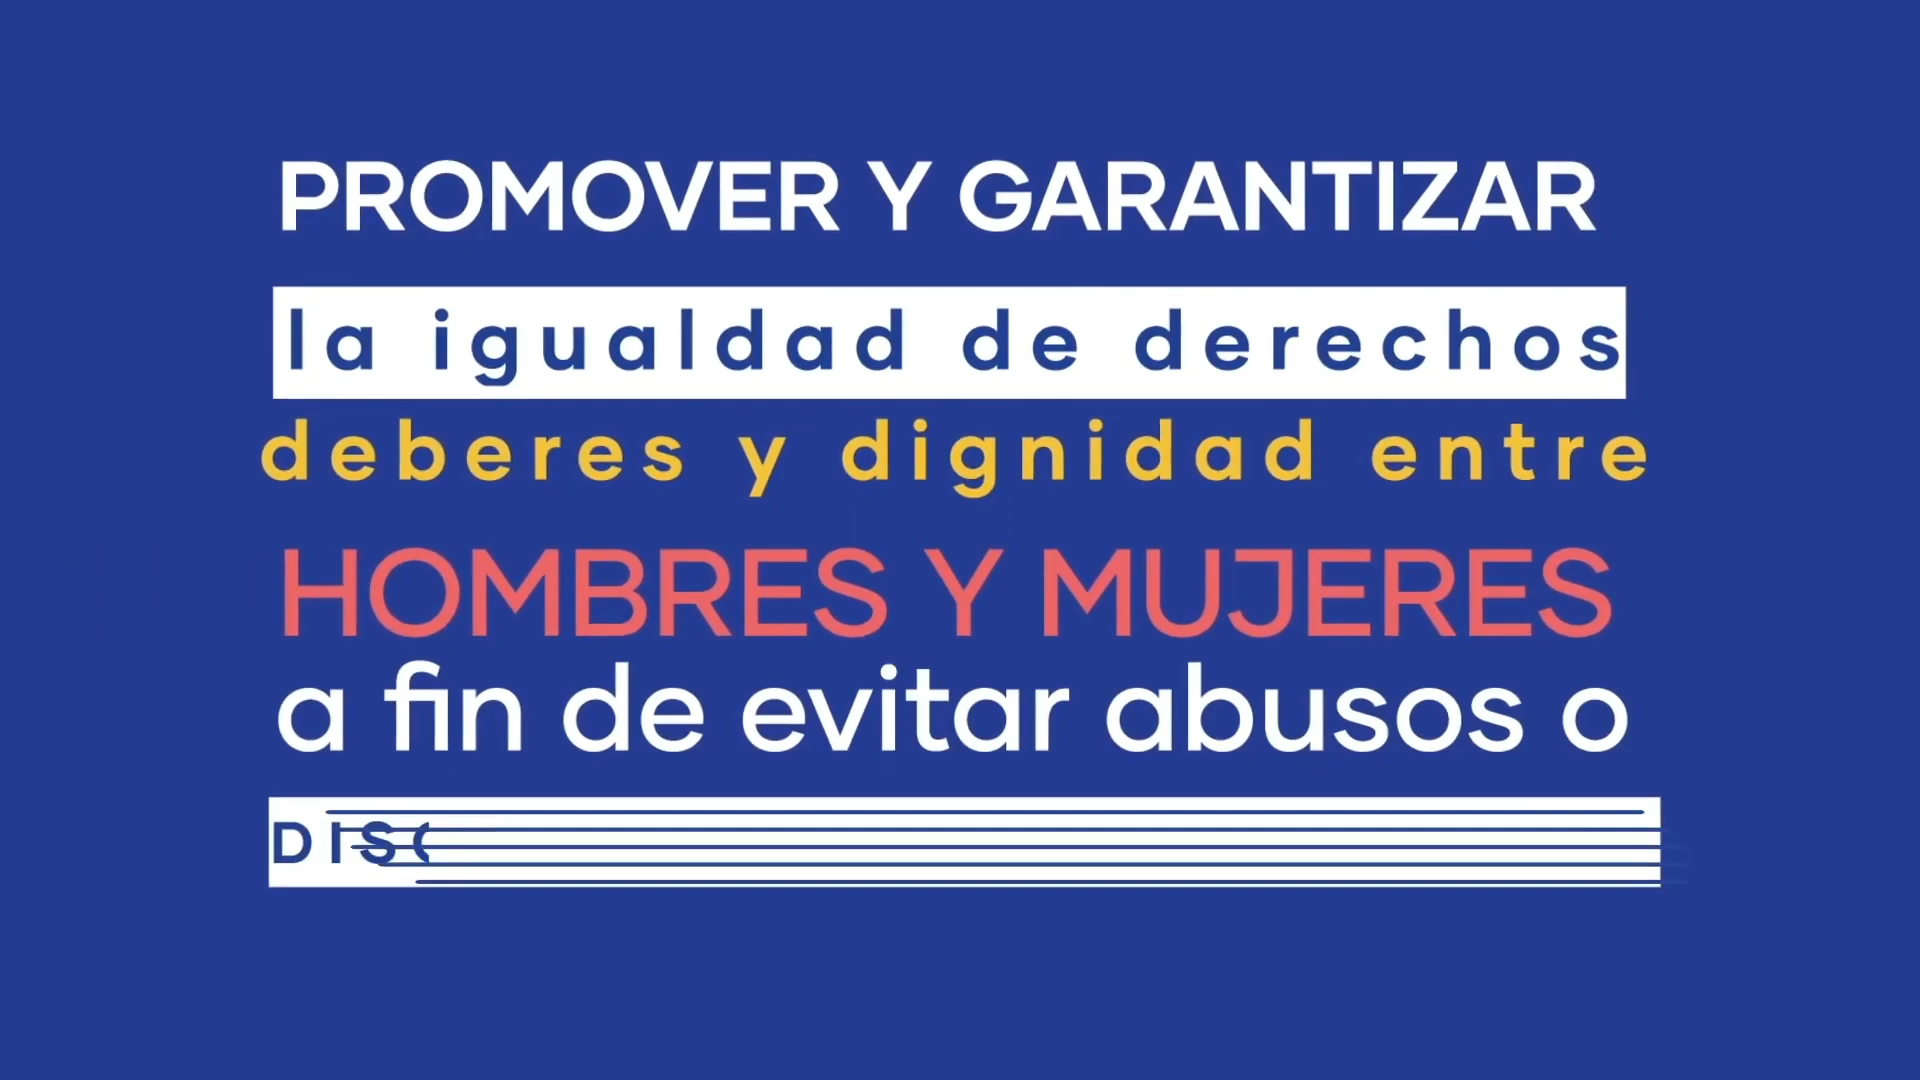 PROMOVER Y GARANTIZAR
la igualdad de derechos
deberes y dignidad entre
HOMBRES Y MUJERES
a fin de evitar abusos o